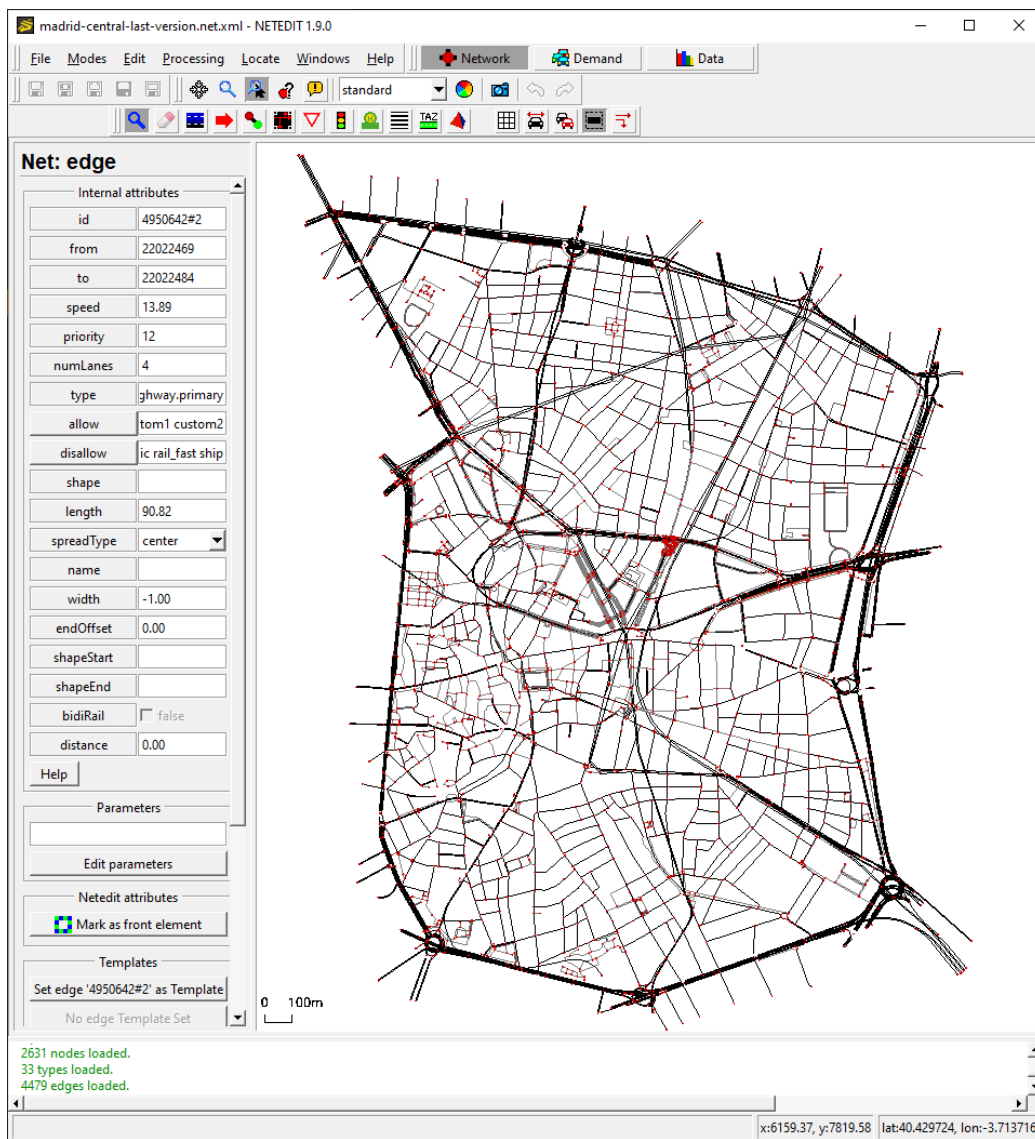 madrid-central-last-version.net.xml - NETEDIT 1.9.0
File Modes Edit Processing Locate Windows Help Network Demand Data
standard
TAZ
Net: edge
Internal attributes
id 4950642#2
from 22022469
to 22022484
speed 13.89
priority 12
numLanes 4
type ghway.primary
allow tom1 custom2
disallow ic rail_fast ship
shape
length 90.82
spreadType center
name
width -1.00
endOffset 0.00
shapeStart
shapeEnd
bidiRail false
distance 0.00
Help
Parameters
Edit parameters
Netedit attributes
Mark as front element
Templates
Set edge '4950642#2' as Template
No edge Template Set
0 100m
2631 nodes loaded.
33 types loaded.
4479 edges loaded.
x:6159.37, y:7819.58 lat:40.429724, lon:-3.713716